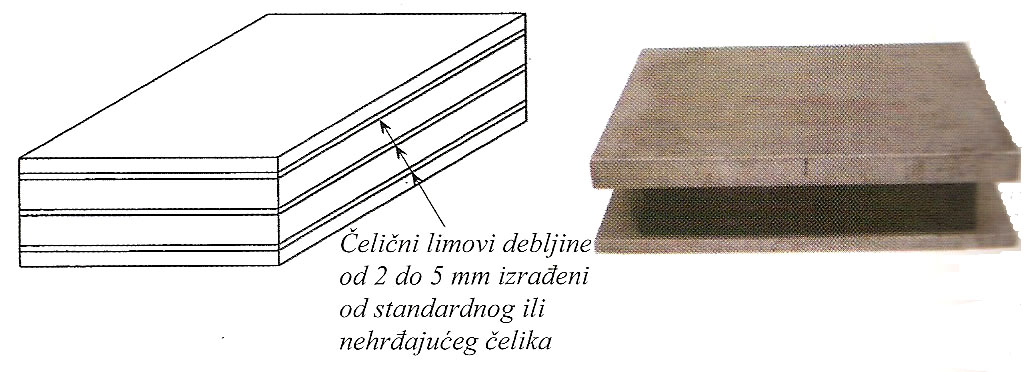 Čelični limovi debljine
od 2 do 5 mm izrađeni
od standardnog ili
nehrđajućeg čelika